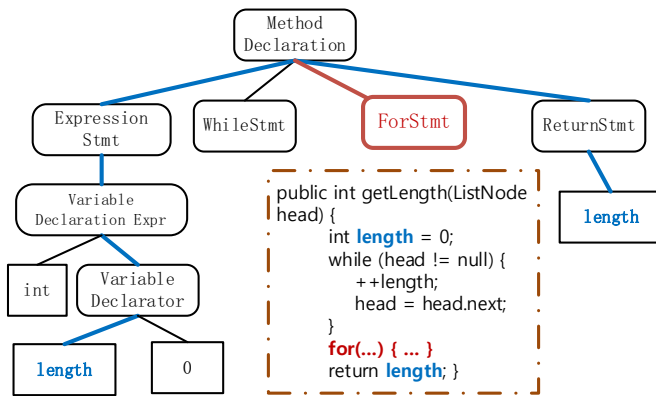 Method
Declaration
Expression
Stmt
WhileStmt
ForStmt
ReturnStmt
Variable
Declaration Expr
length
int
Variable
Declarator
length
0
public int getLength(ListNode
head) {
int length = 0;
while (head != null) {
++length;
head = head.next;
}
for(...) { ... }
return length; }